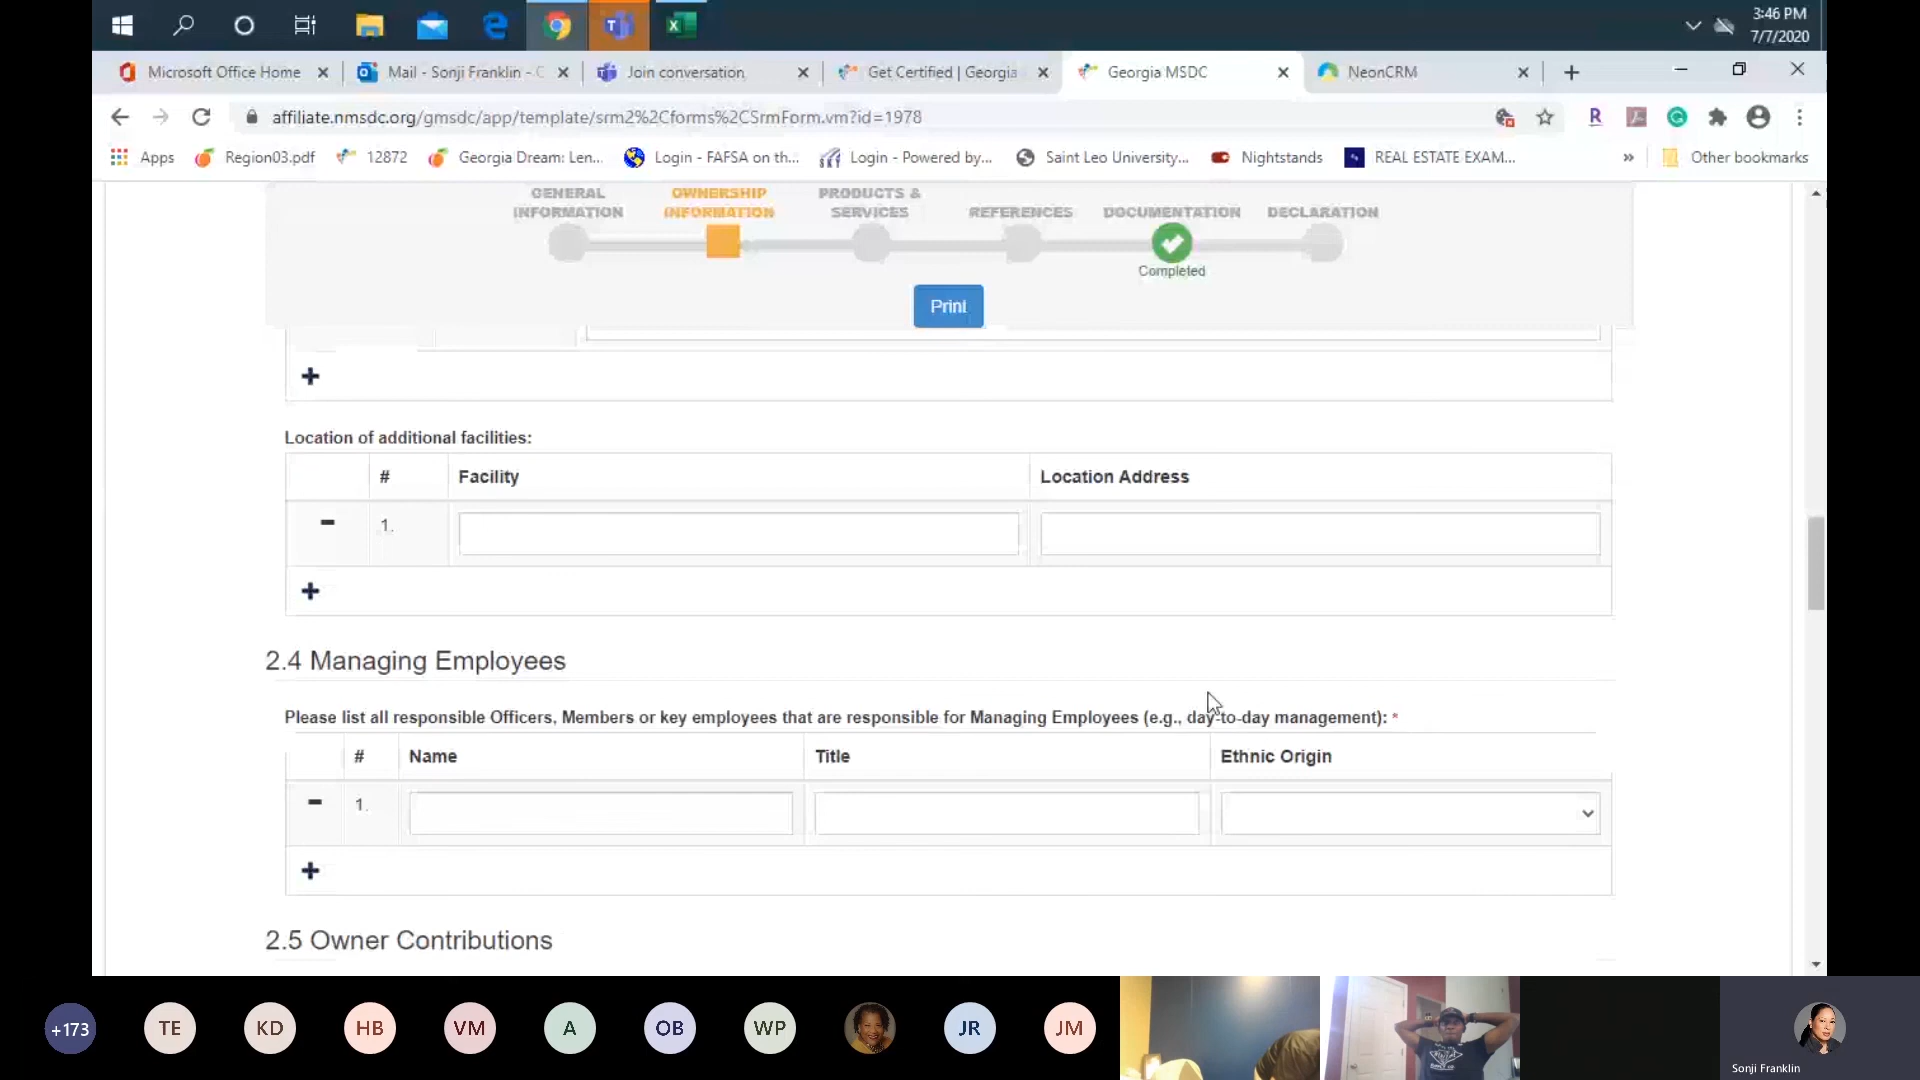 3:46 PM
7/7/2020
Microsoft Office Home
Mail - Sonji Franklin - C
Join conversation
Get Certified | Georgia
Georgia MSDC
NeonCRM
affiliate.nmsdc.org/gmsdc/app/template/srm2%2Cforms%2CSrmForm.vm?id=1978
Apps
Region03.pdf
12872
Georgia Dream: Len...
Login - FAFSA on th...
Login - Powered by...
Saint Leo University...
Nightstands
REAL ESTATE EXAM...
»
Other bookmarks
GENERAL INFORMATION
OWNERSHIP INFORMATION
PRODUCTS & SERVICES
REFERENCES
DOCUMENTATION
DECLARATION
Completed
Print
Location of additional facilities:
# Facility Location Address
1.
2.4 Managing Employees
Please list all responsible Officers, Members or key employees that are responsible for Managing Employees (e.g., day-to-day management): *
# Name Title Ethnic Origin
1.
2.5 Owner Contributions
+173 TE KD HB VM A OB WP JR JM
Sonji Franklin